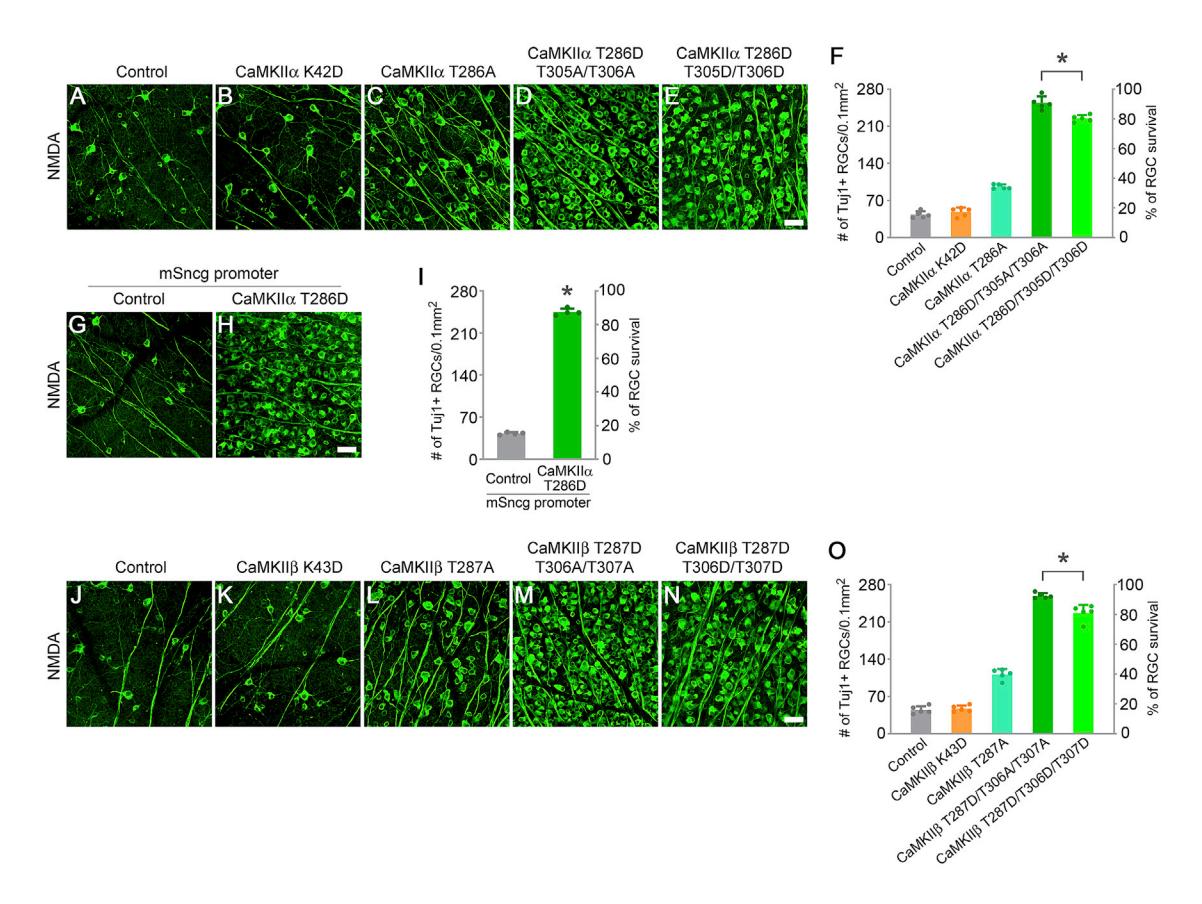 Control
CaMKIIα K42D
CaMKIIα T286A
CaMKIIα T286D
T305A/T306A
CaMKIIα T286D
T305D/T306D
NMDA
A
B
C
D
E
F
*
# of Tuj1+ RGCs/0.1mm²
280
210
140
70
0
100
80
60
40
20
0
% of RGC survival
Control
CaMKIIα K42D
CaMKIIα T286A
CaMKIIα T286D/T305A/T306A
CaMKIIα T286D/T305D/T306D
mSncg promoter
Control
CaMKIIα T286D
NMDA
G
H
I
*
# of Tuj1+ RGCs/0.1mm²
280
210
140
70
0
100
80
60
40
20
0
% of RGC survival
Control
CaMKIIα
T286D
mSncg promoter
Control
CaMKIIβ K43D
CaMKIIβ T287A
CaMKIIβ T287D
T306A/T307A
CaMKIIβ T287D
T306D/T307D
NMDA
J
K
L
M
N
O
*
# of Tuj1+ RGCs/0.1mm²
280
210
140
70
0
100
80
60
40
20
0
% of RGC survival
Control
CaMKIIβ K43D
CaMKIIβ T287A
CaMKIIβ T287D/T306A/T307A
CaMKIIβ T287D/T306D/T307D